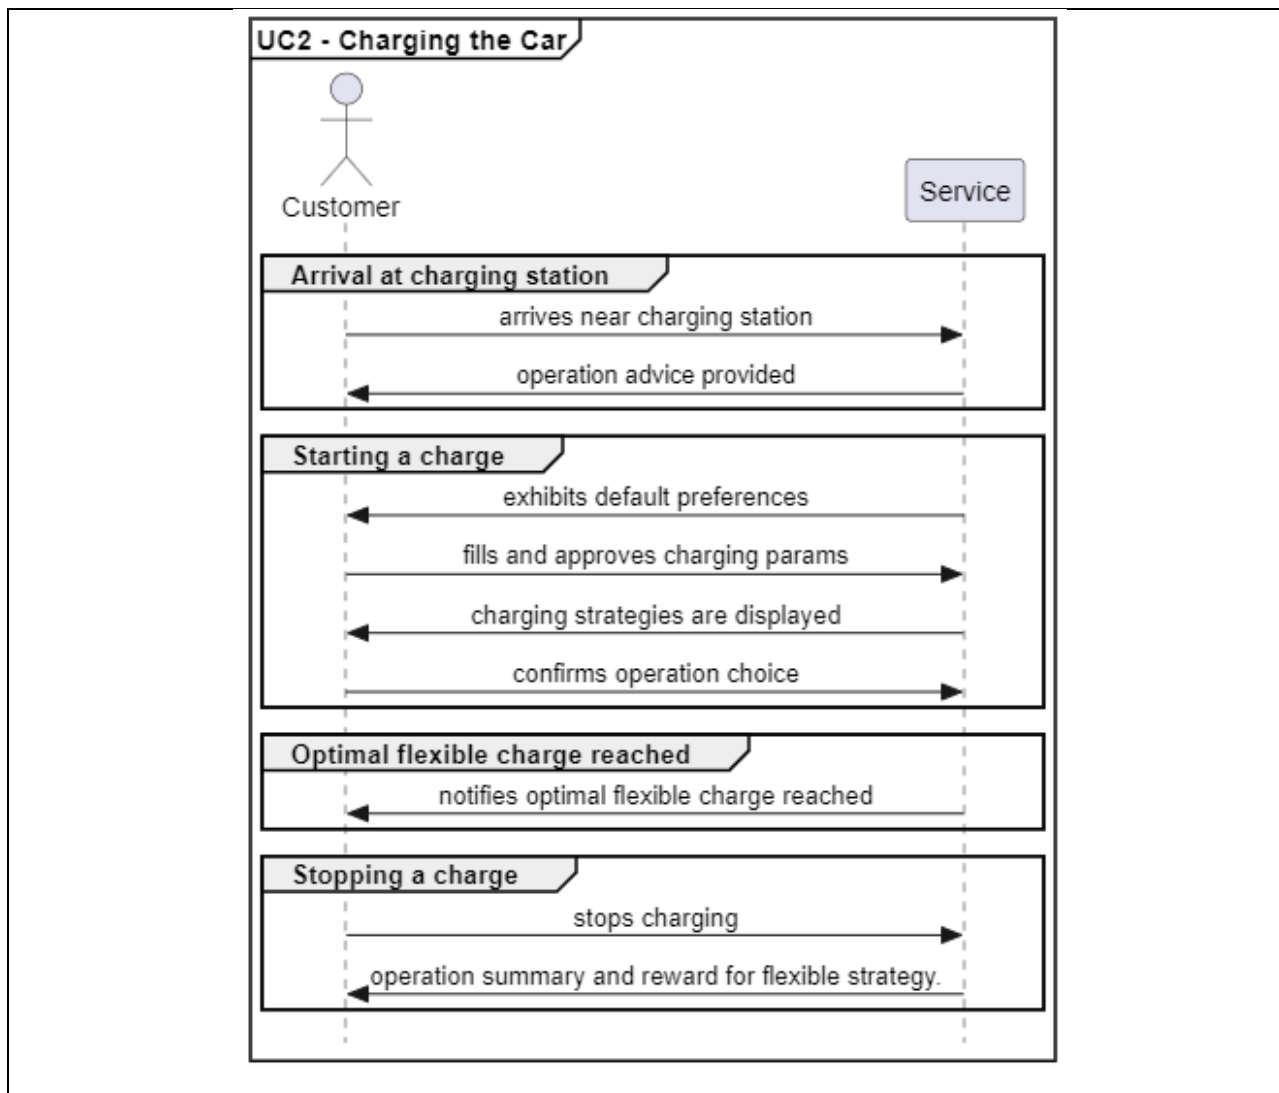 UC2 - Charging the Car
Customer
Service
Arrival at charging station
arrives near charging station
operation advice provided
Starting a charge
exhibits default preferences
fills and approves charging params
charging strategies are displayed
confirms operation choice
Optimal flexible charge reached
notifies optimal flexible charge reached
Stopping a charge
stops charging
operation summary and reward for flexible strategy.